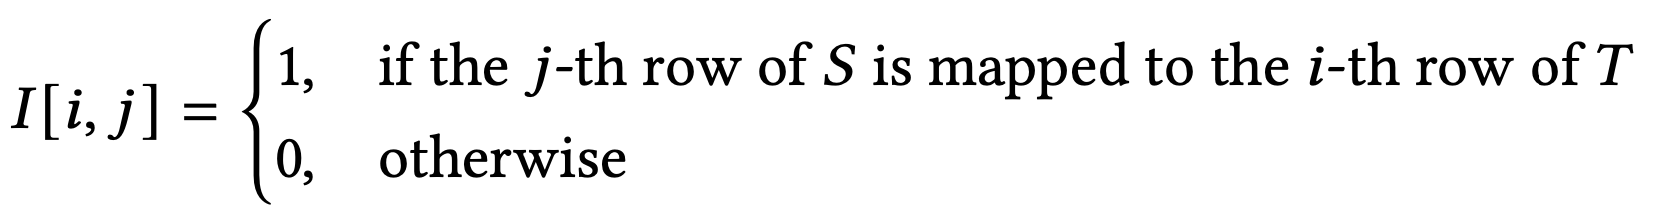 1, if the j-th row of S is mapped to the i-th row of T
I[i, j] =
0, otherwise